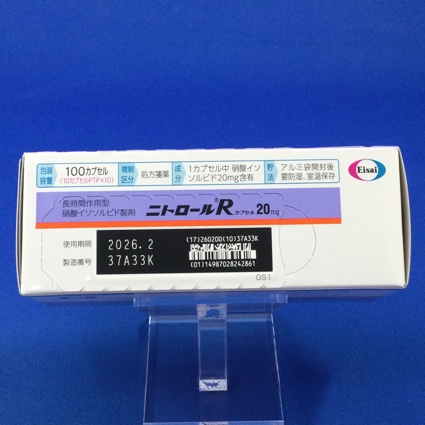 包装容量 100カプセル (10カプセルPTP×10) 規制区分 処方箋薬 成分 1カプセル中 硝酸イソソルビド20mg含有 貯法 アルミ袋開封後要防湿、室温保存 Eisai
長時間作用型
硝酸イソソルビド製剤 ニトロールRカプセル20mg
使用期限 2026.2
製造番号 37A33K
(17)260200(10)37A33K
(01)14987028242861
GS1